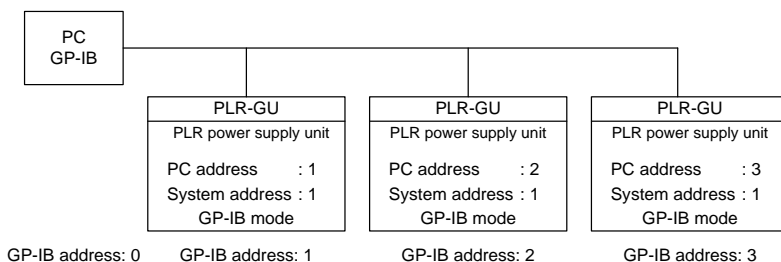 PC
GP-IB
PLR-GU
PLR power supply unit
PC address : 1
System address : 1
GP-IB mode
PLR-GU
PLR power supply unit
PC address : 2
System address : 1
GP-IB mode
PLR-GU
PLR power supply unit
PC address : 3
System address : 1
GP-IB mode
GP-IB address: 0
GP-IB address: 1
GP-IB address: 2
GP-IB address: 3